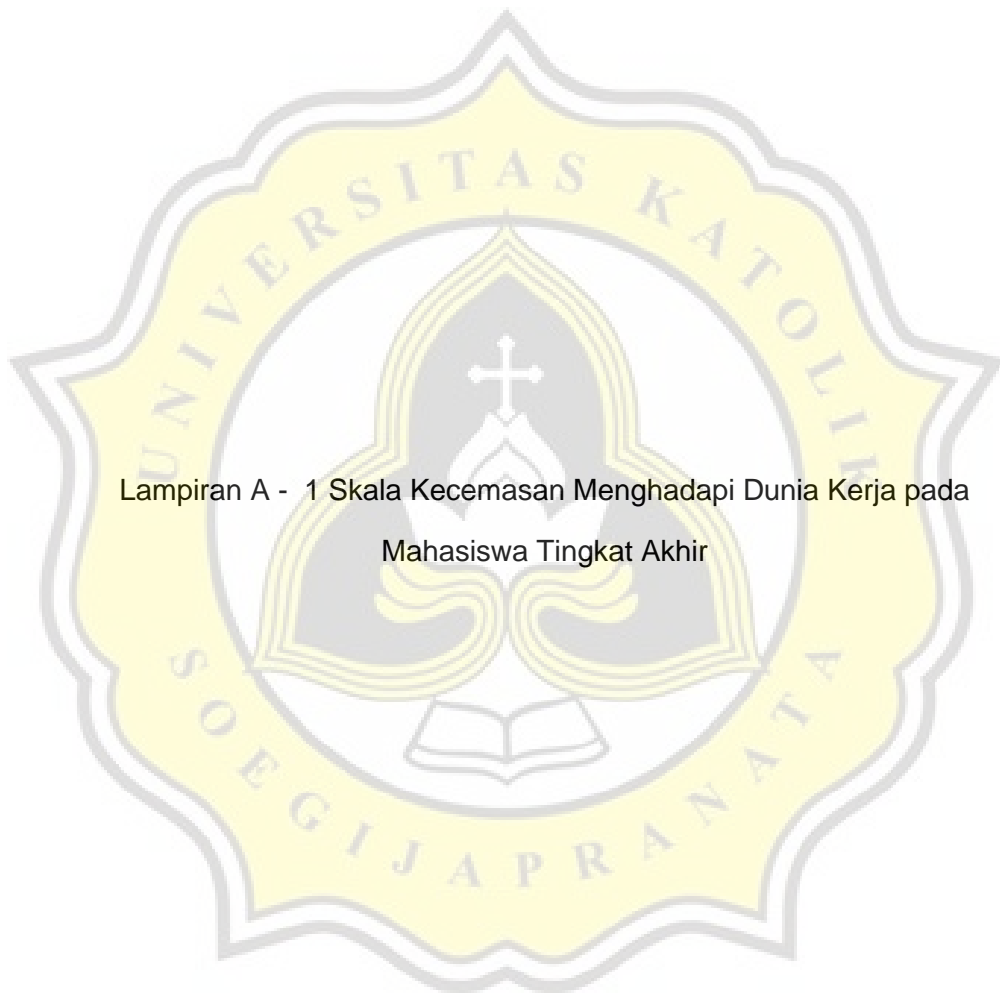 UNIVERSITAS KATOLIK
Lampiran A -  1 Skala Kecemasan Menghadapi Dunia Kerja pada
Mahasiswa Tingkat Akhir
SOEGIJAPRANATA